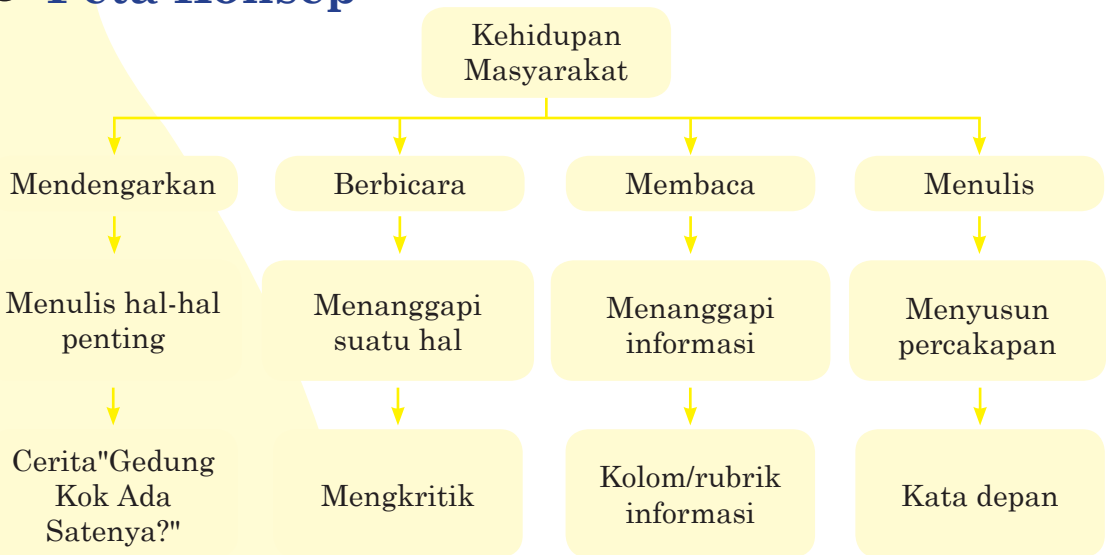 Peta Konsep
Kehidupan
Masyarakat
Mendengarkan
Berbicara
Membaca
Menulis
Menulis hal-hal
penting
Menanggapi
suatu hal
Menanggapi
informasi
Menyusun
percakapan
Cerita"Gedung
Kok Ada
Satenya?"
Mengkritik
Kolom/rubrik
informasi
Kata depan